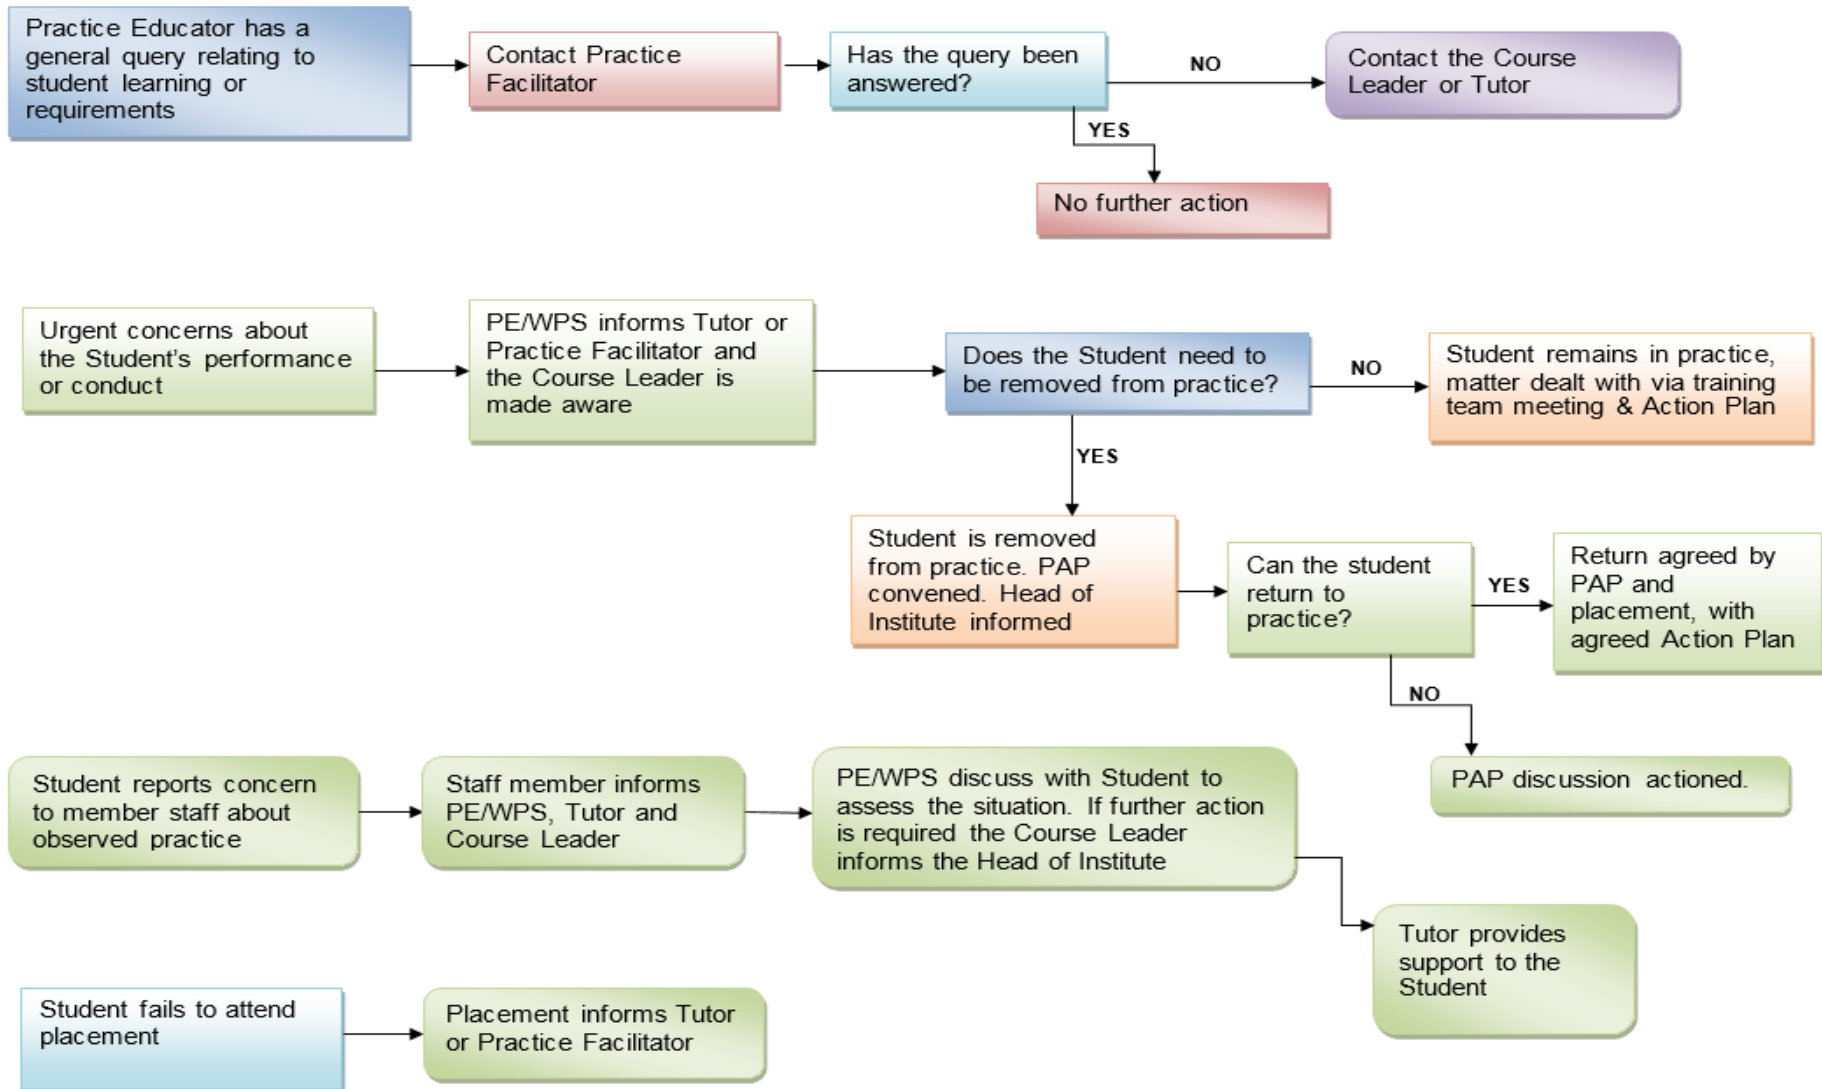 Practice Educator has a
general query relating to
student learning or
requirements
Contact Practice
Facilitator
Has the query been
answered?
NO
Contact the Course
Leader or Tutor
YES
No further action
Urgent concerns about
the Student's performance
or conduct
PE/WPS informs Tutor or
Practice Facilitator and
the Course Leader is
made aware
Does the Student need to
be removed from practice?
NO
Student remains in practice,
matter dealt with via training
team meeting & Action Plan
YES
Student is removed
from practice. PAP
convened. Head of
Institute informed
Can the student
return to
practice?
YES
Return agreed by
PAP and
placement, with
agreed Action Plan
NO
PAP discussion actioned.
Student reports concern
to member staff about
observed practice
Staff member informs
PE/WPS, Tutor and
Course Leader
PE/WPS discuss with Student to
assess the situation. If further action
is required the Course Leader
informs the Head of Institute
Tutor provides
support to the
Student
Student fails to attend
placement
Placement informs Tutor
or Practice Facilitator